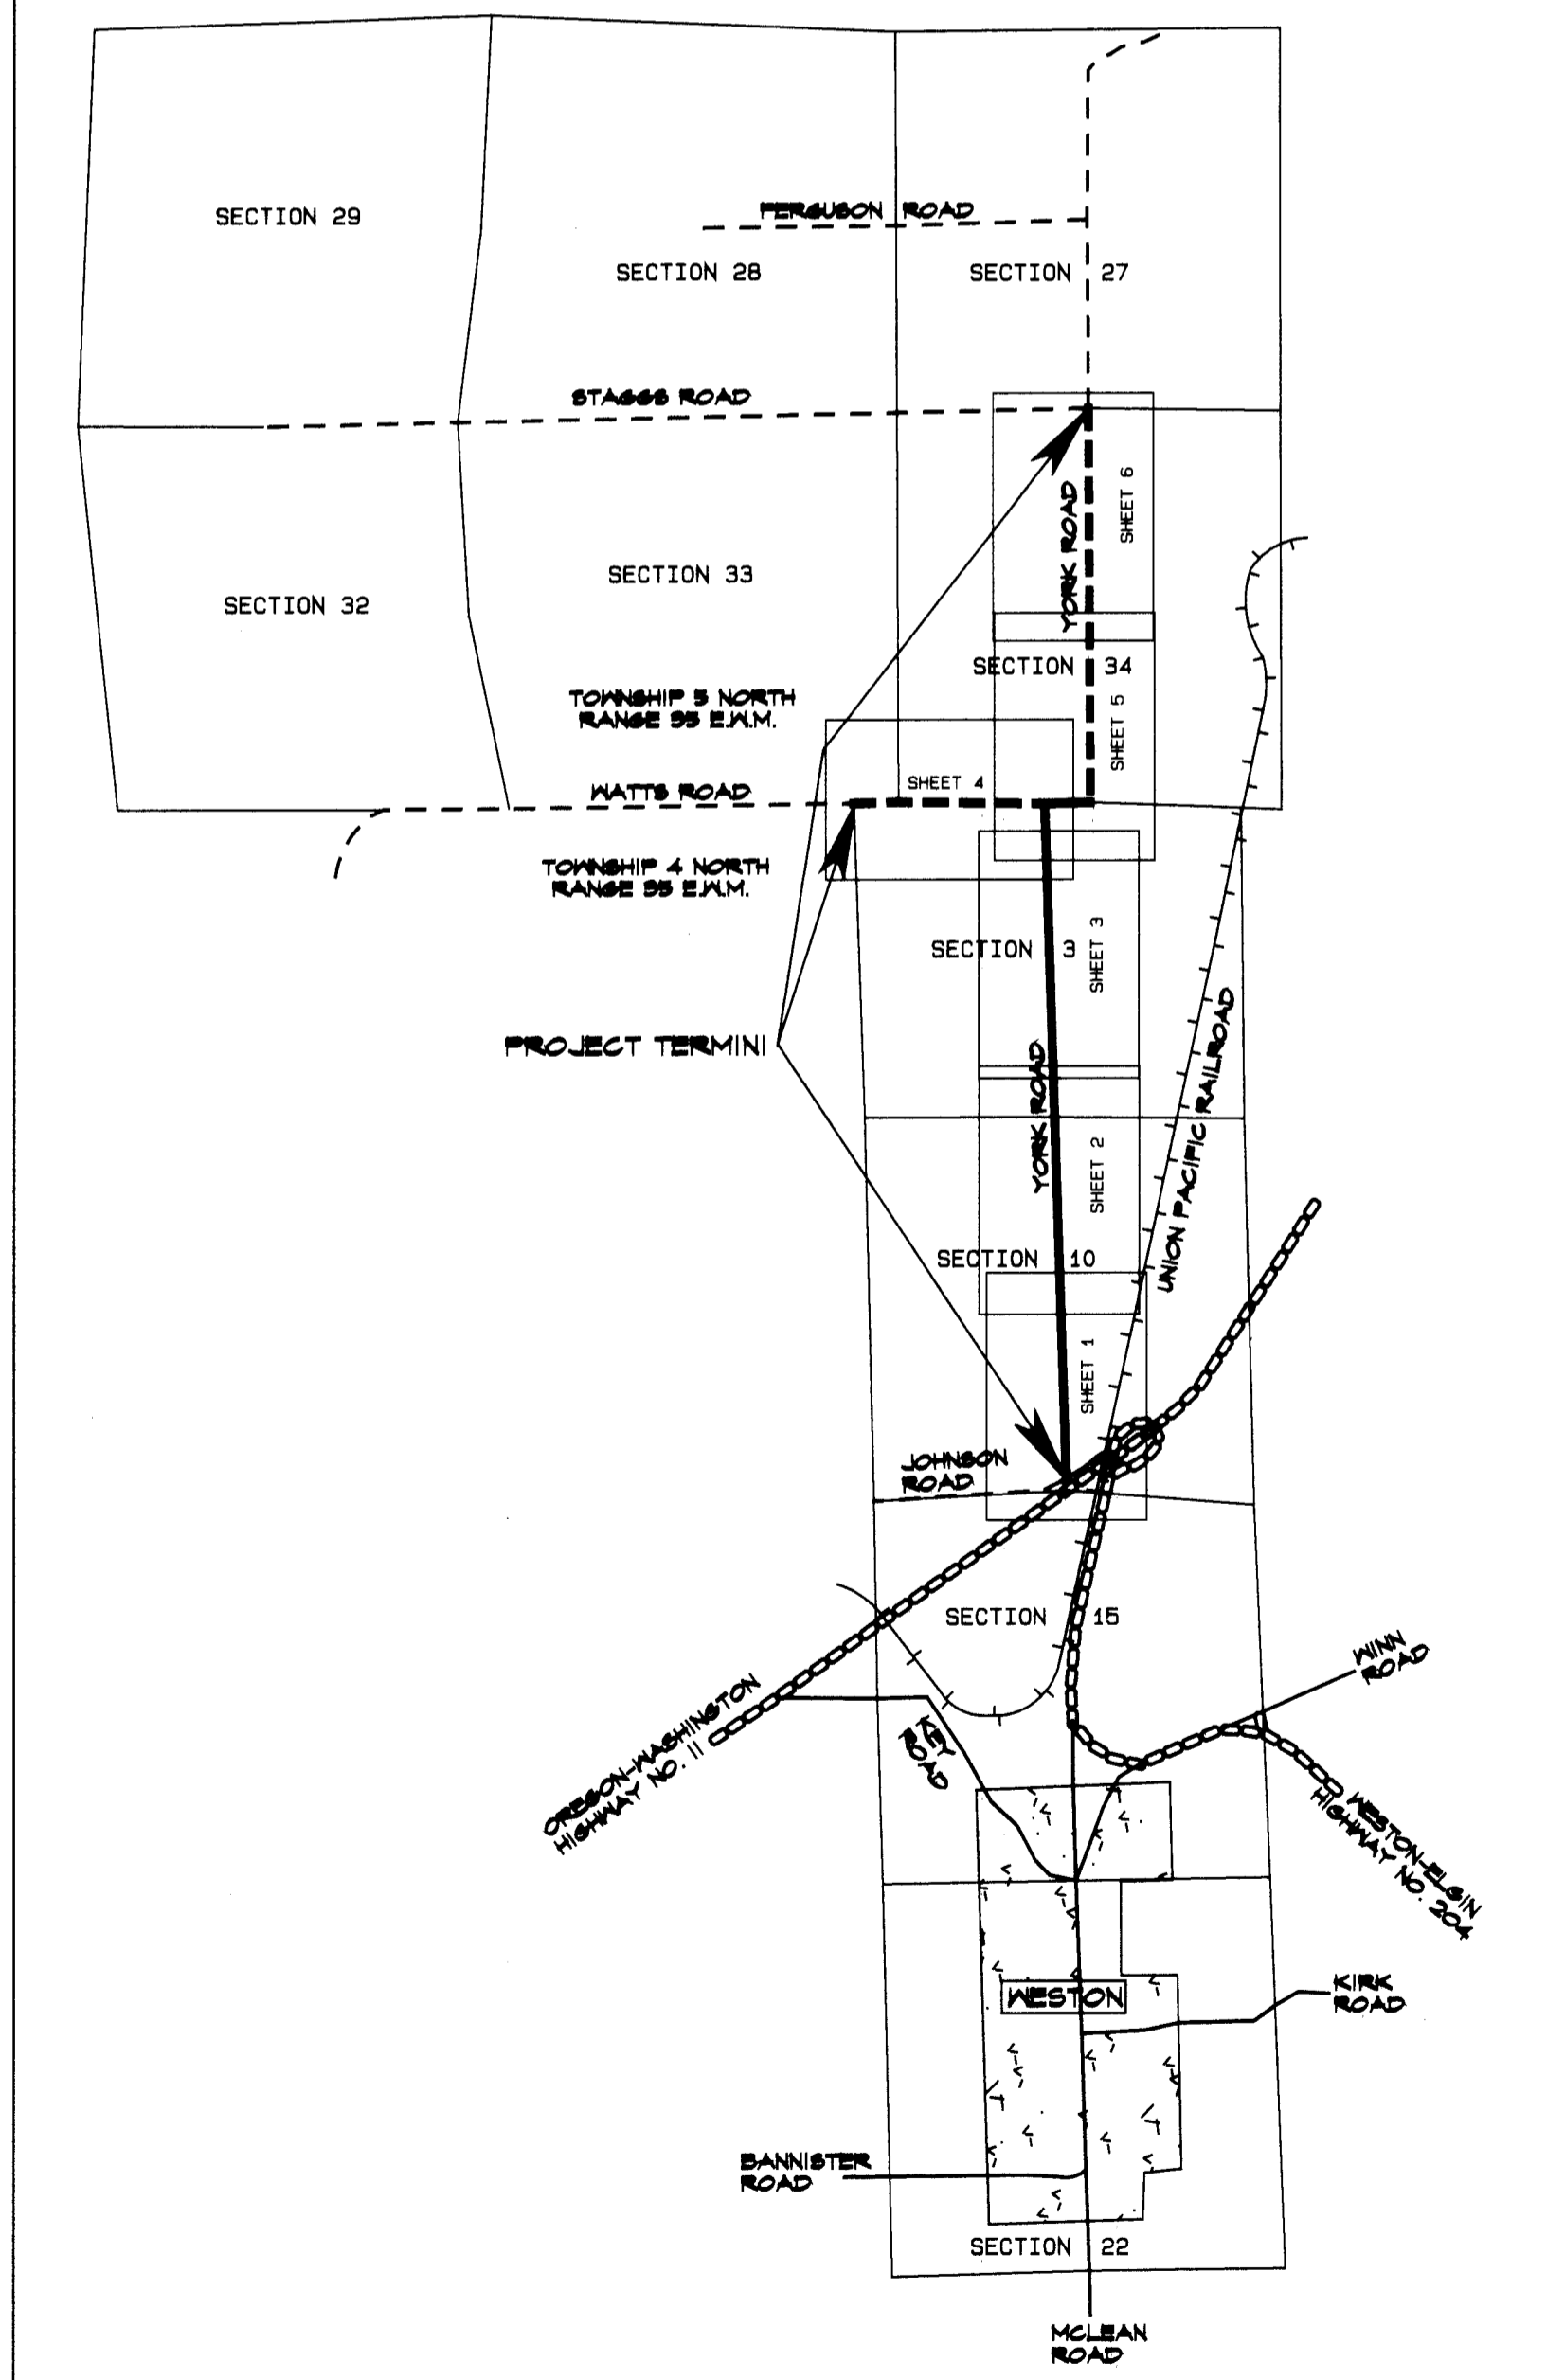 SECTION 29
FERGUSON ROAD
SECTION 28
SECTION 27
STAGGS ROAD
SHEET 6
YORK ROAD
SECTION 33
SECTION 32
SECTION 34
TOWNSHIP 5 NORTH
RANGE 35 E.W.M.
SHEET 5
SHEET 4
WATTS ROAD
TOWNSHIP 4 NORTH
RANGE 35 E.W.M.
SECTION 3
SHEET 3
PROJECT TERMINI
YORK ROAD
UNION PACIFIC RAILROAD
SHEET 2
SECTION 10
SHEET 1
JOHNSON
ROAD
SECTION 15
WINN
ROAD
OREGON-WASHINGTON
HIGHWAY NO. 11
KEY
ROAD
WESTON-ELGIN
HIGHWAY NO. 204
WESTON
KIRK
ROAD
BANNISTER
ROAD
SECTION 22
MCLEAN
ROAD